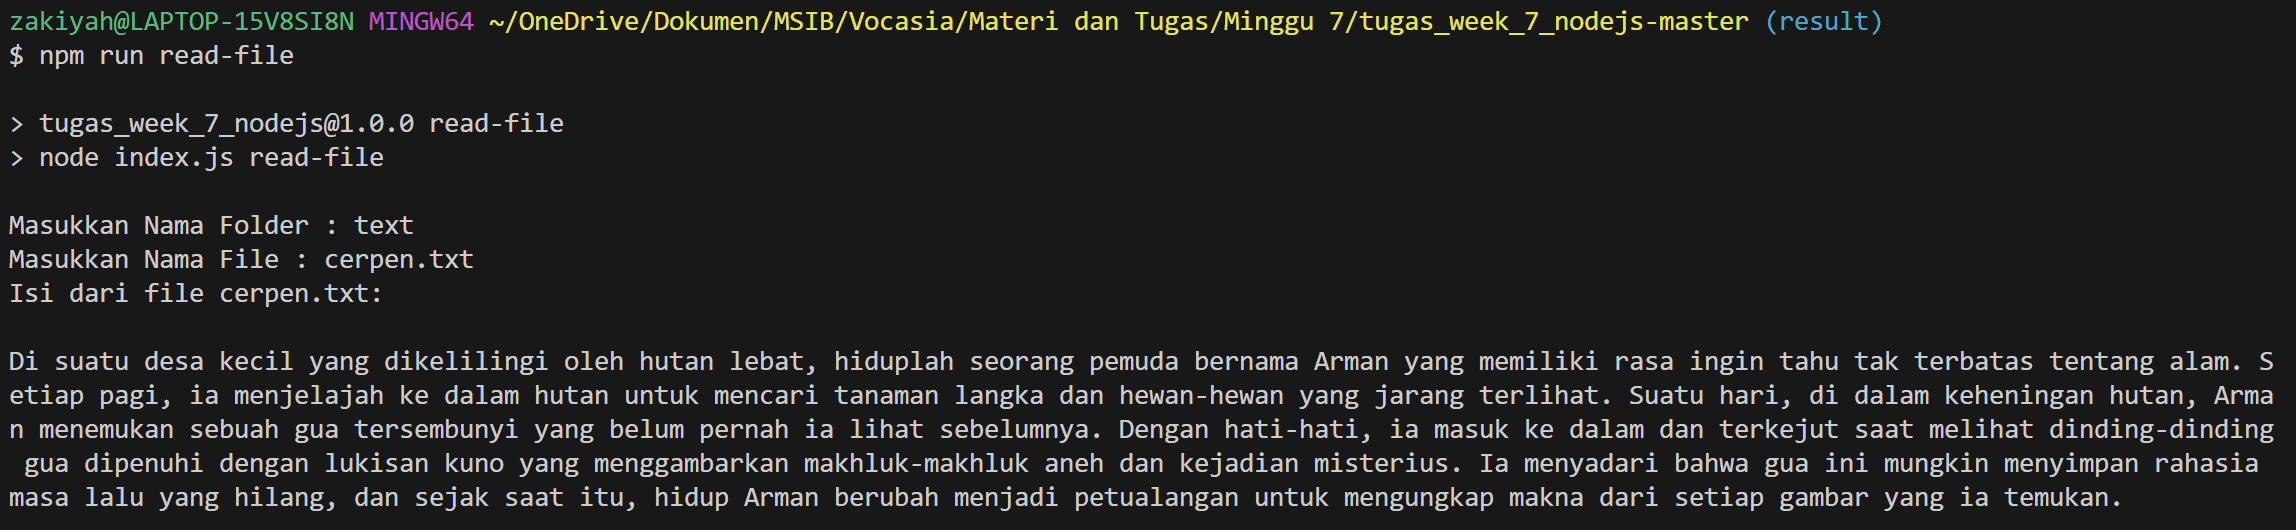 zakiyah@LAPTOP-15V8SI8N MINGW64 ~/OneDrive/Dokumen/MSIB/Vocasia/Materi dan Tugas/Minggu 7/tugas_week_7_nodejs-master (result)
$ npm run read-file
> tugas_week_7_nodejs@1.0.0 read-file
> node index.js read-file
Masukkan Nama Folder : text
Masukkan Nama File : cerpen.txt
Isi dari file cerpen.txt:
Di suatu desa kecil yang dikelilingi oleh hutan lebat, hiduplah seorang pemuda bernama Arman yang memiliki rasa ingin tahu tak terbatas tentang alam. S
etiap pagi, ia menjelajah ke dalam hutan untuk mencari tanaman langka dan hewan-hewan yang jarang terlihat. Suatu hari, di dalam keheningan hutan, Arma
n menemukan sebuah gua tersembunyi yang belum pernah ia lihat sebelumnya. Dengan hati-hati, ia masuk ke dalam dan terkejut saat melihat dinding-dinding
 gua dipenuhi dengan lukisan kuno yang menggambarkan makhluk-makhluk aneh dan kejadian misterius. Ia menyadari bahwa gua ini mungkin menyimpan rahasia
masa lalu yang hilang, dan sejak saat itu, hidup Arman berubah menjadi petualangan untuk mengungkap makna dari setiap gambar yang ia temukan.